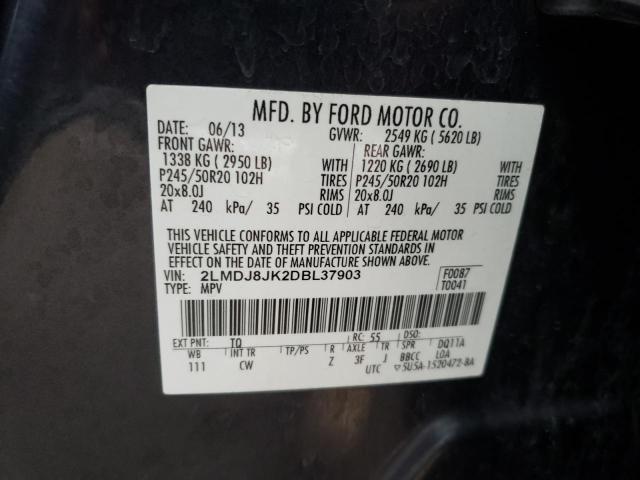 MFD. BY FORD MOTOR CO.
DATE: 06/13 GVWR: 2549 KG ( 5620 LB)
FRONT GAWR: REAR GAWR:
1338 KG ( 2950 LB) WITH 1220 KG ( 2690 LB) WITH
P245/50R20 102H TIRES P245/50R20 102H TIRES
20x8.0J RIMS 20x8.0J RIMS
AT 240 kPa/ 35 PSI COLD AT 240 kPa/ 35 PSI COLD
THIS VEHICLE CONFORMS TO ALL APPLICABLE FEDERAL MOTOR
VEHICLE SAFETY AND THEFT PREVENTION STANDARDS IN
EFFECT ON THE DATE OF MANUFACTURE SHOWN ABOVE.
VIN: 2LMDJ8JK2DBL37903 F0087
TYPE: MPV T0041
EXT PNT: TQ RC: 55 DSO:
WB INT TR TP/PS R AXLE TR SPR DQ11A
111 CW Z 3F J BBCC LOA
UTC ▽5U5A-1520472-BA